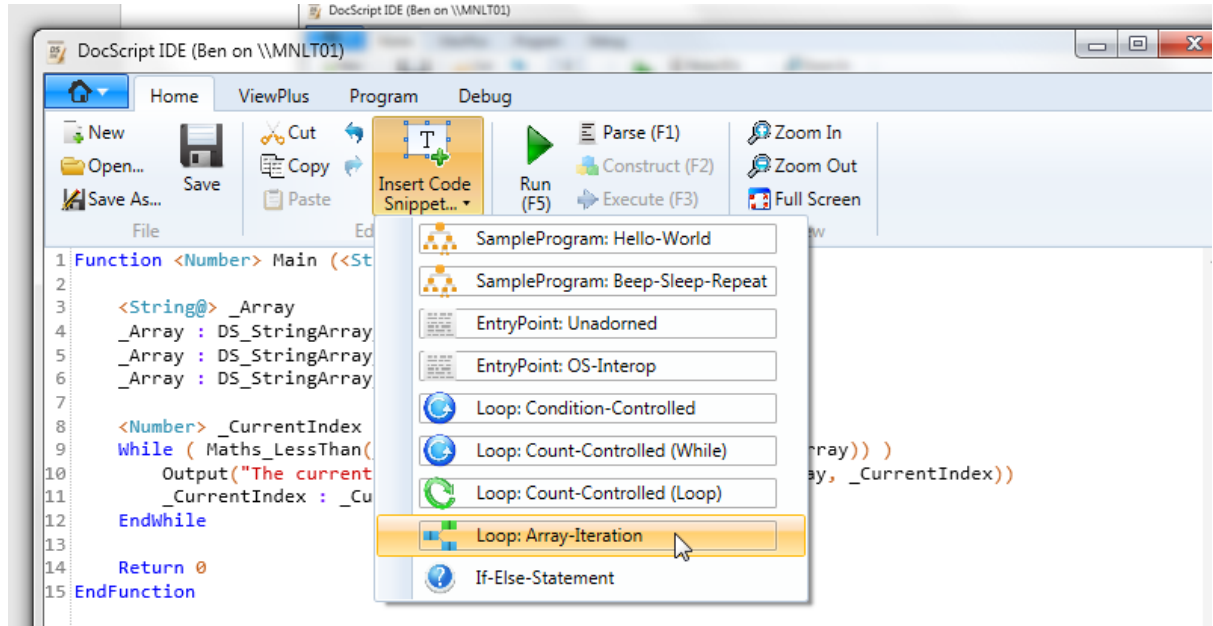 DocScript IDE (Ben on \\MNLT01)
DocScript IDE (Ben on \\MNLT01)
Home ViewPlus Program Debug
New
Open...
Save As...
Save
File
Cut
Copy
Paste
Ed
Insert Code
Snippet...
Run
(F5)
Parse (F1)
Construct (F2)
Execute (F3)
Zoom In
Zoom Out
Full Screen
w
SampleProgram: Hello-World
SampleProgram: Beep-Sleep-Repeat
EntryPoint: Unadorned
EntryPoint: OS-Interop
Loop: Condition-Controlled
Loop: Count-Controlled (While)
Loop: Count-Controlled (Loop)
Loop: Array-Iteration
If-Else-Statement
1 Function <Number> Main (<St
2
3 <String@> _Array
4 _Array : DS_StringArray
5 _Array : DS_StringArray
6 _Array : DS_StringArray
7
8 <Number> _CurrentIndex
9 While ( Maths_LessThan( rray)) )
10 Output("The current ay, _CurrentIndex))
11 _CurrentIndex : _Cu
12 EndWhile
13
14 Return 0
15 EndFunction